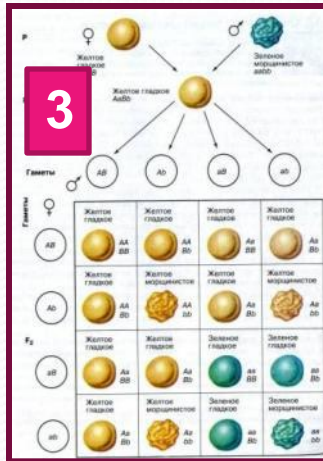 P
♀
♂
Желтое
гладкое
Зеленое
морщинистое
aabb
3
Желтое гладкое
AaBb
Гаметы
♂
AB
Ab
aB
ab
♀
Гаметы
Желтое гладкое
Желтое гладкое
Желтое гладкое
Желтое гладкое
AB
AA BB
AA Bb
Aa BB
Aa Bb
Желтое гладкое
Желтое морщинистое
Желтое гладкое
Желтое морщинистое
Ab
AA Bb
AA bb
Aa Bb
Aa bb
F₂
Желтое гладкое
Желтое гладкое
Зеленое гладкое
Зеленое гладкое
aB
Aa BB
Aa Bb
aa BB
aa Bb
Желтое гладкое
Желтое морщинистое
Зеленое гладкое
Зеленое морщинистое
ab
Aa Bb
Aa bb
aa Bb
aa bb